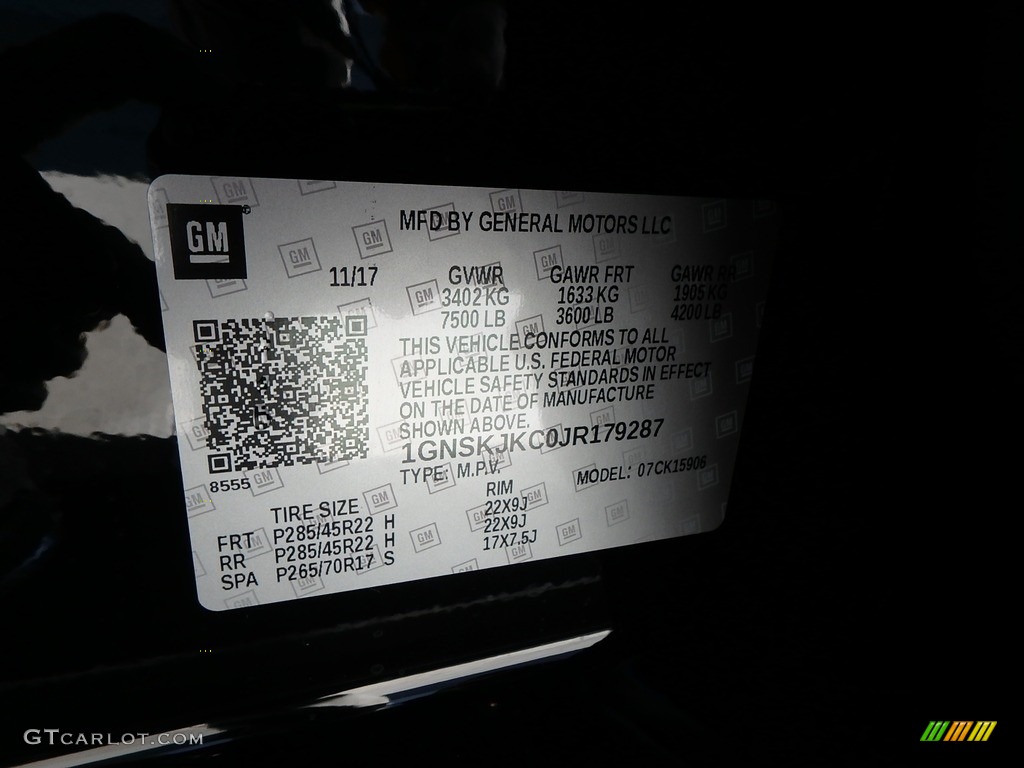 GM
MFD BY GENERAL MOTORS LLC
11/17
GVWR GAWR FRT GAWR RR
3402 KG 1633 KG 1905 KG
7500 LB 3600 LB 4200 LB
THIS VEHICLE CONFORMS TO ALL
APPLICABLE U.S. FEDERAL MOTOR
VEHICLE SAFETY STANDARDS IN EFFECT
ON THE DATE OF MANUFACTURE
SHOWN ABOVE.
1GNSKJKC0JR179287
TYPE: M.P.V. MODEL: 07CK15906
8555
TIRE SIZE RIM
FRT P285/45R22 H 22X9J
RR P285/45R22 H 22X9J
SPA P265/70R17 S 17X7.5J
GTCARLOT.COM